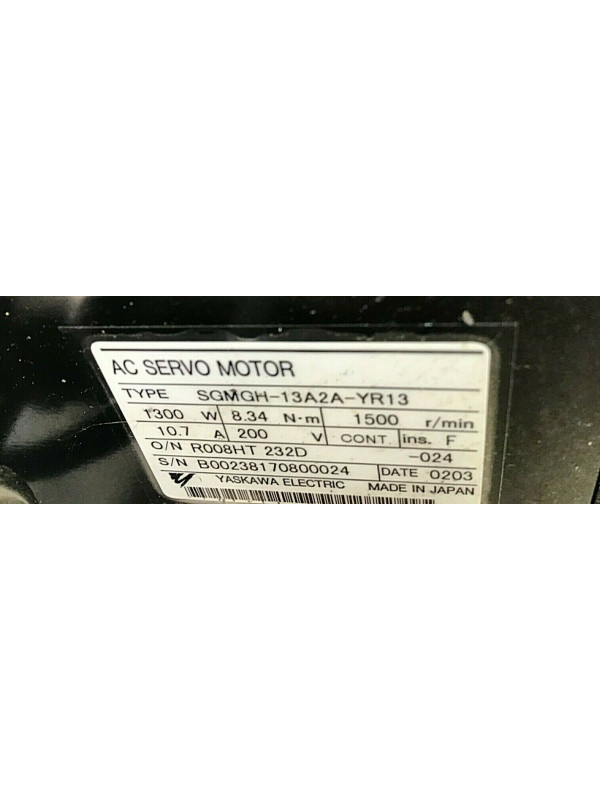 AC SERVO MOTOR
TYPE SGMGH-13A2A-YR13
1300 W 8.34 N·m 1500 r/min
10.7 A 200 V CONT. ins. F
O/N R008HT 232D -024
S/N B00238170800024 DATE 0203
YASKAWA ELECTRIC MADE IN JAPAN